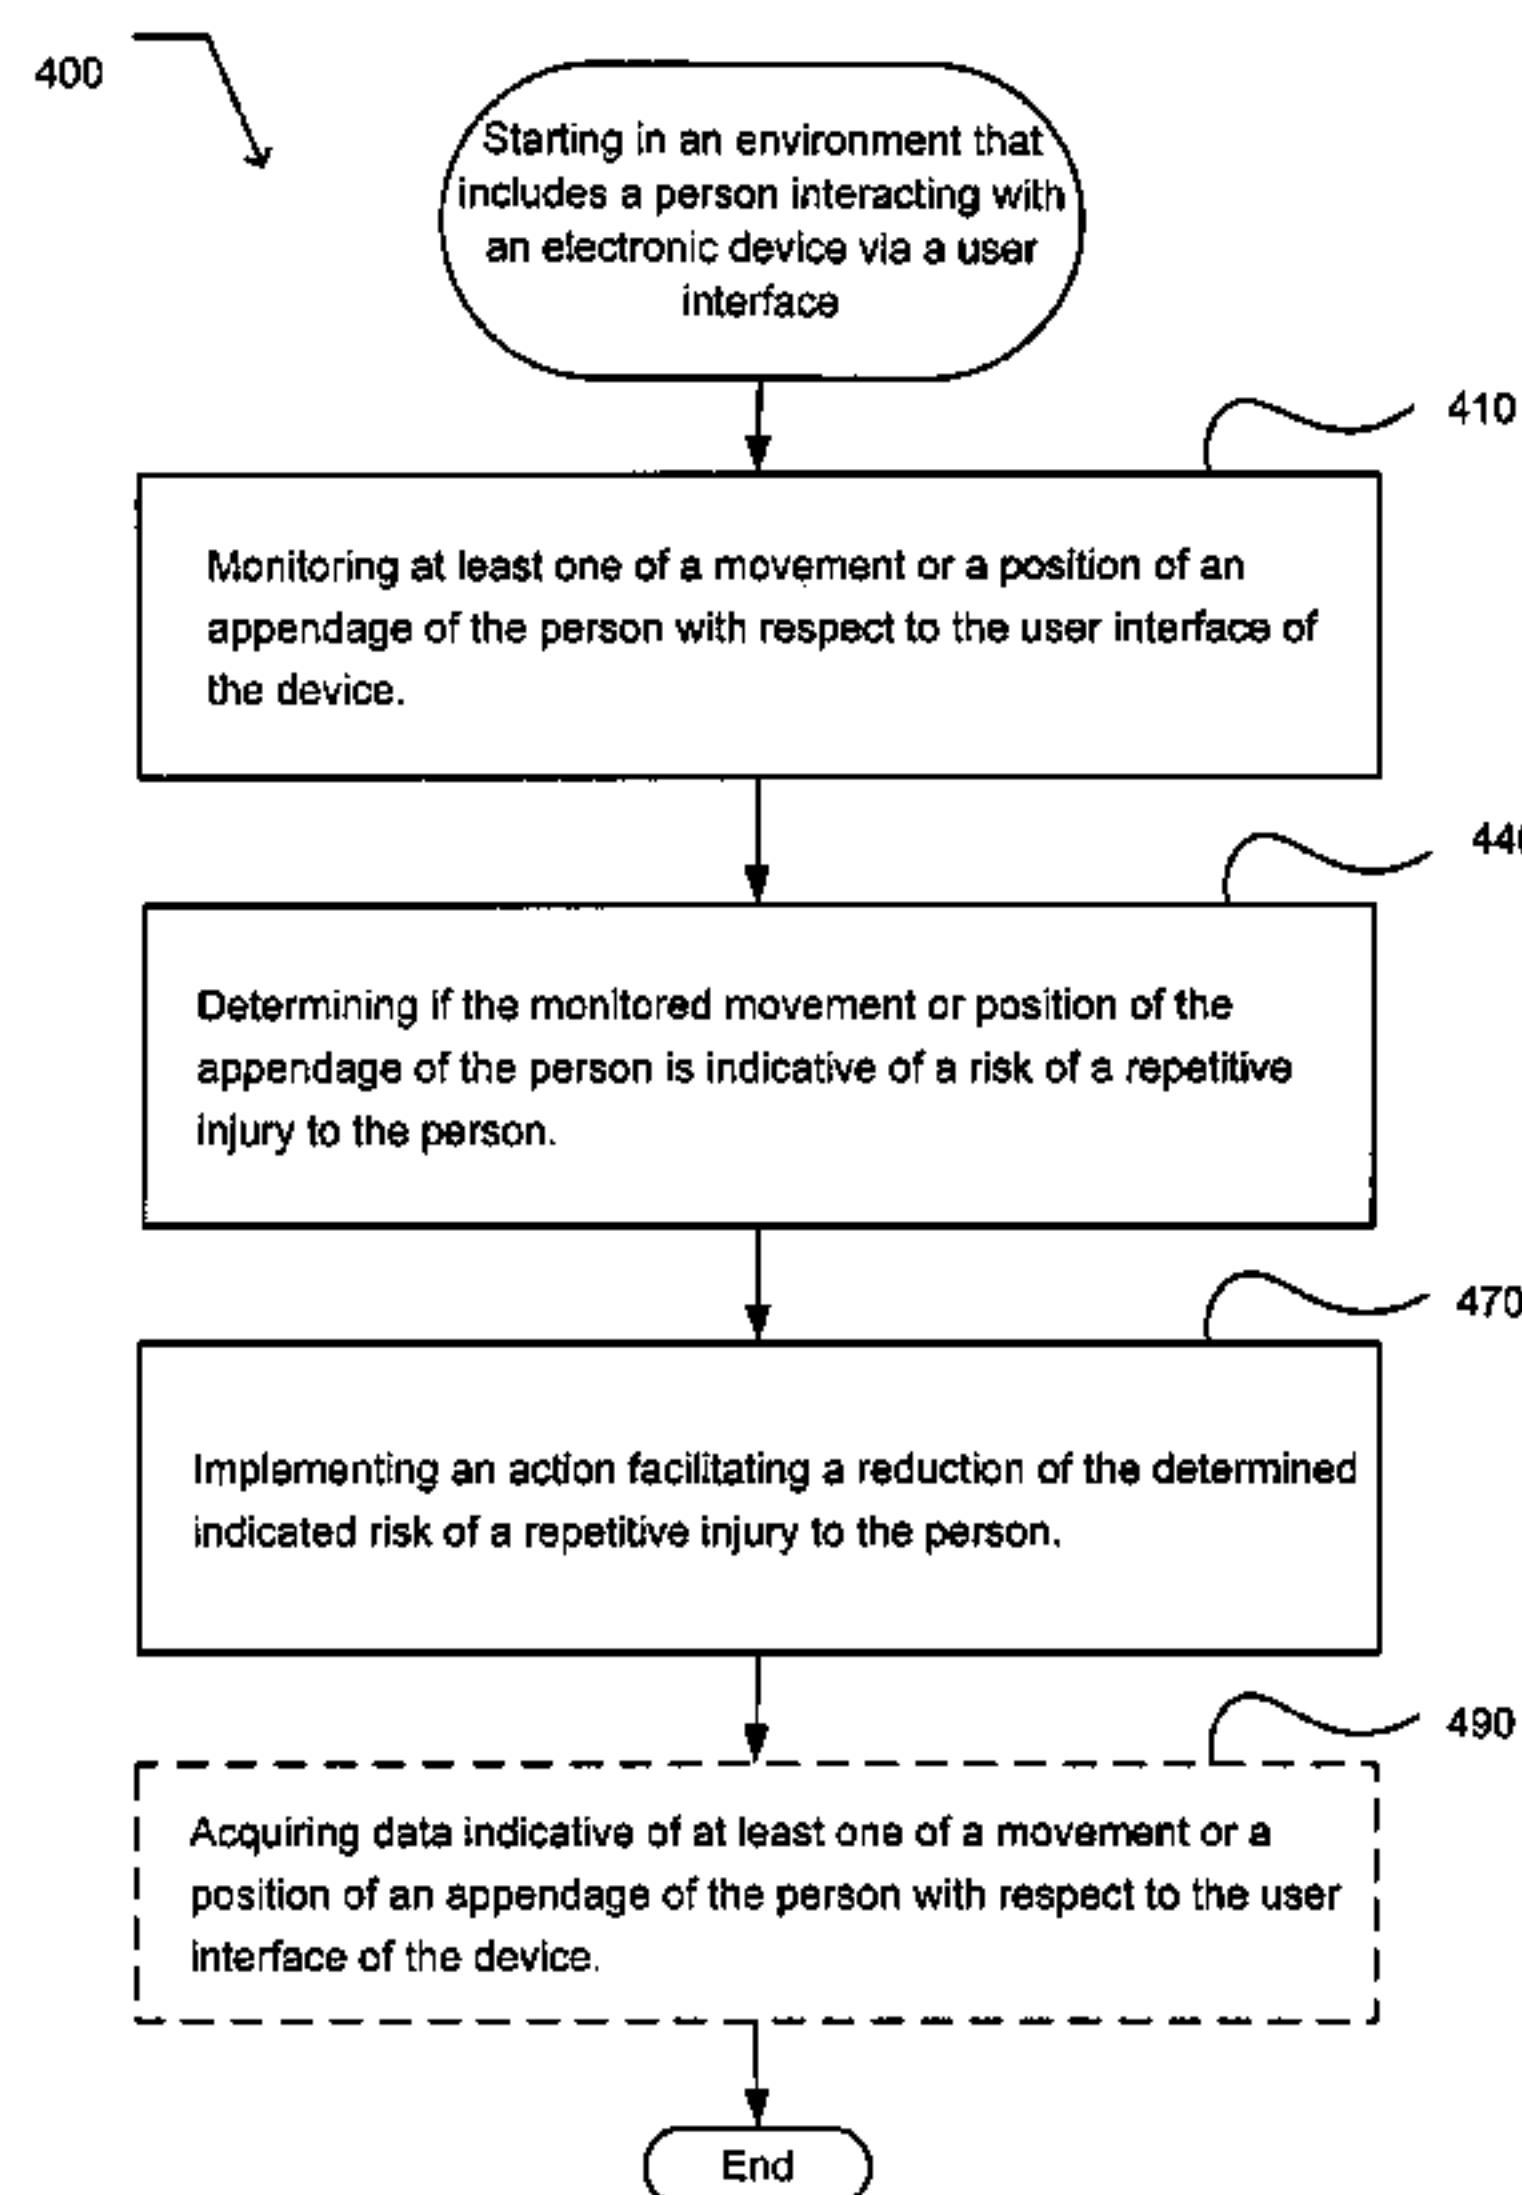 400
Starting in an environment that
includes a person interacting with
an electronic device via a user
interface
410
Monitoring at least one of a movement or a position of an
appendage of the person with respect to the user interface of
the device.
440
Determining if the monitored movement or position of the
appendage of the person is indicative of a risk of a repetitive
injury to the person.
470
Implementing an action facilitating a reduction of the determined
indicated risk of a repetitive injury to the person.
490
Acquiring data indicative of at least one of a movement or a
position of an appendage of the person with respect to the user
interface of the device.
End